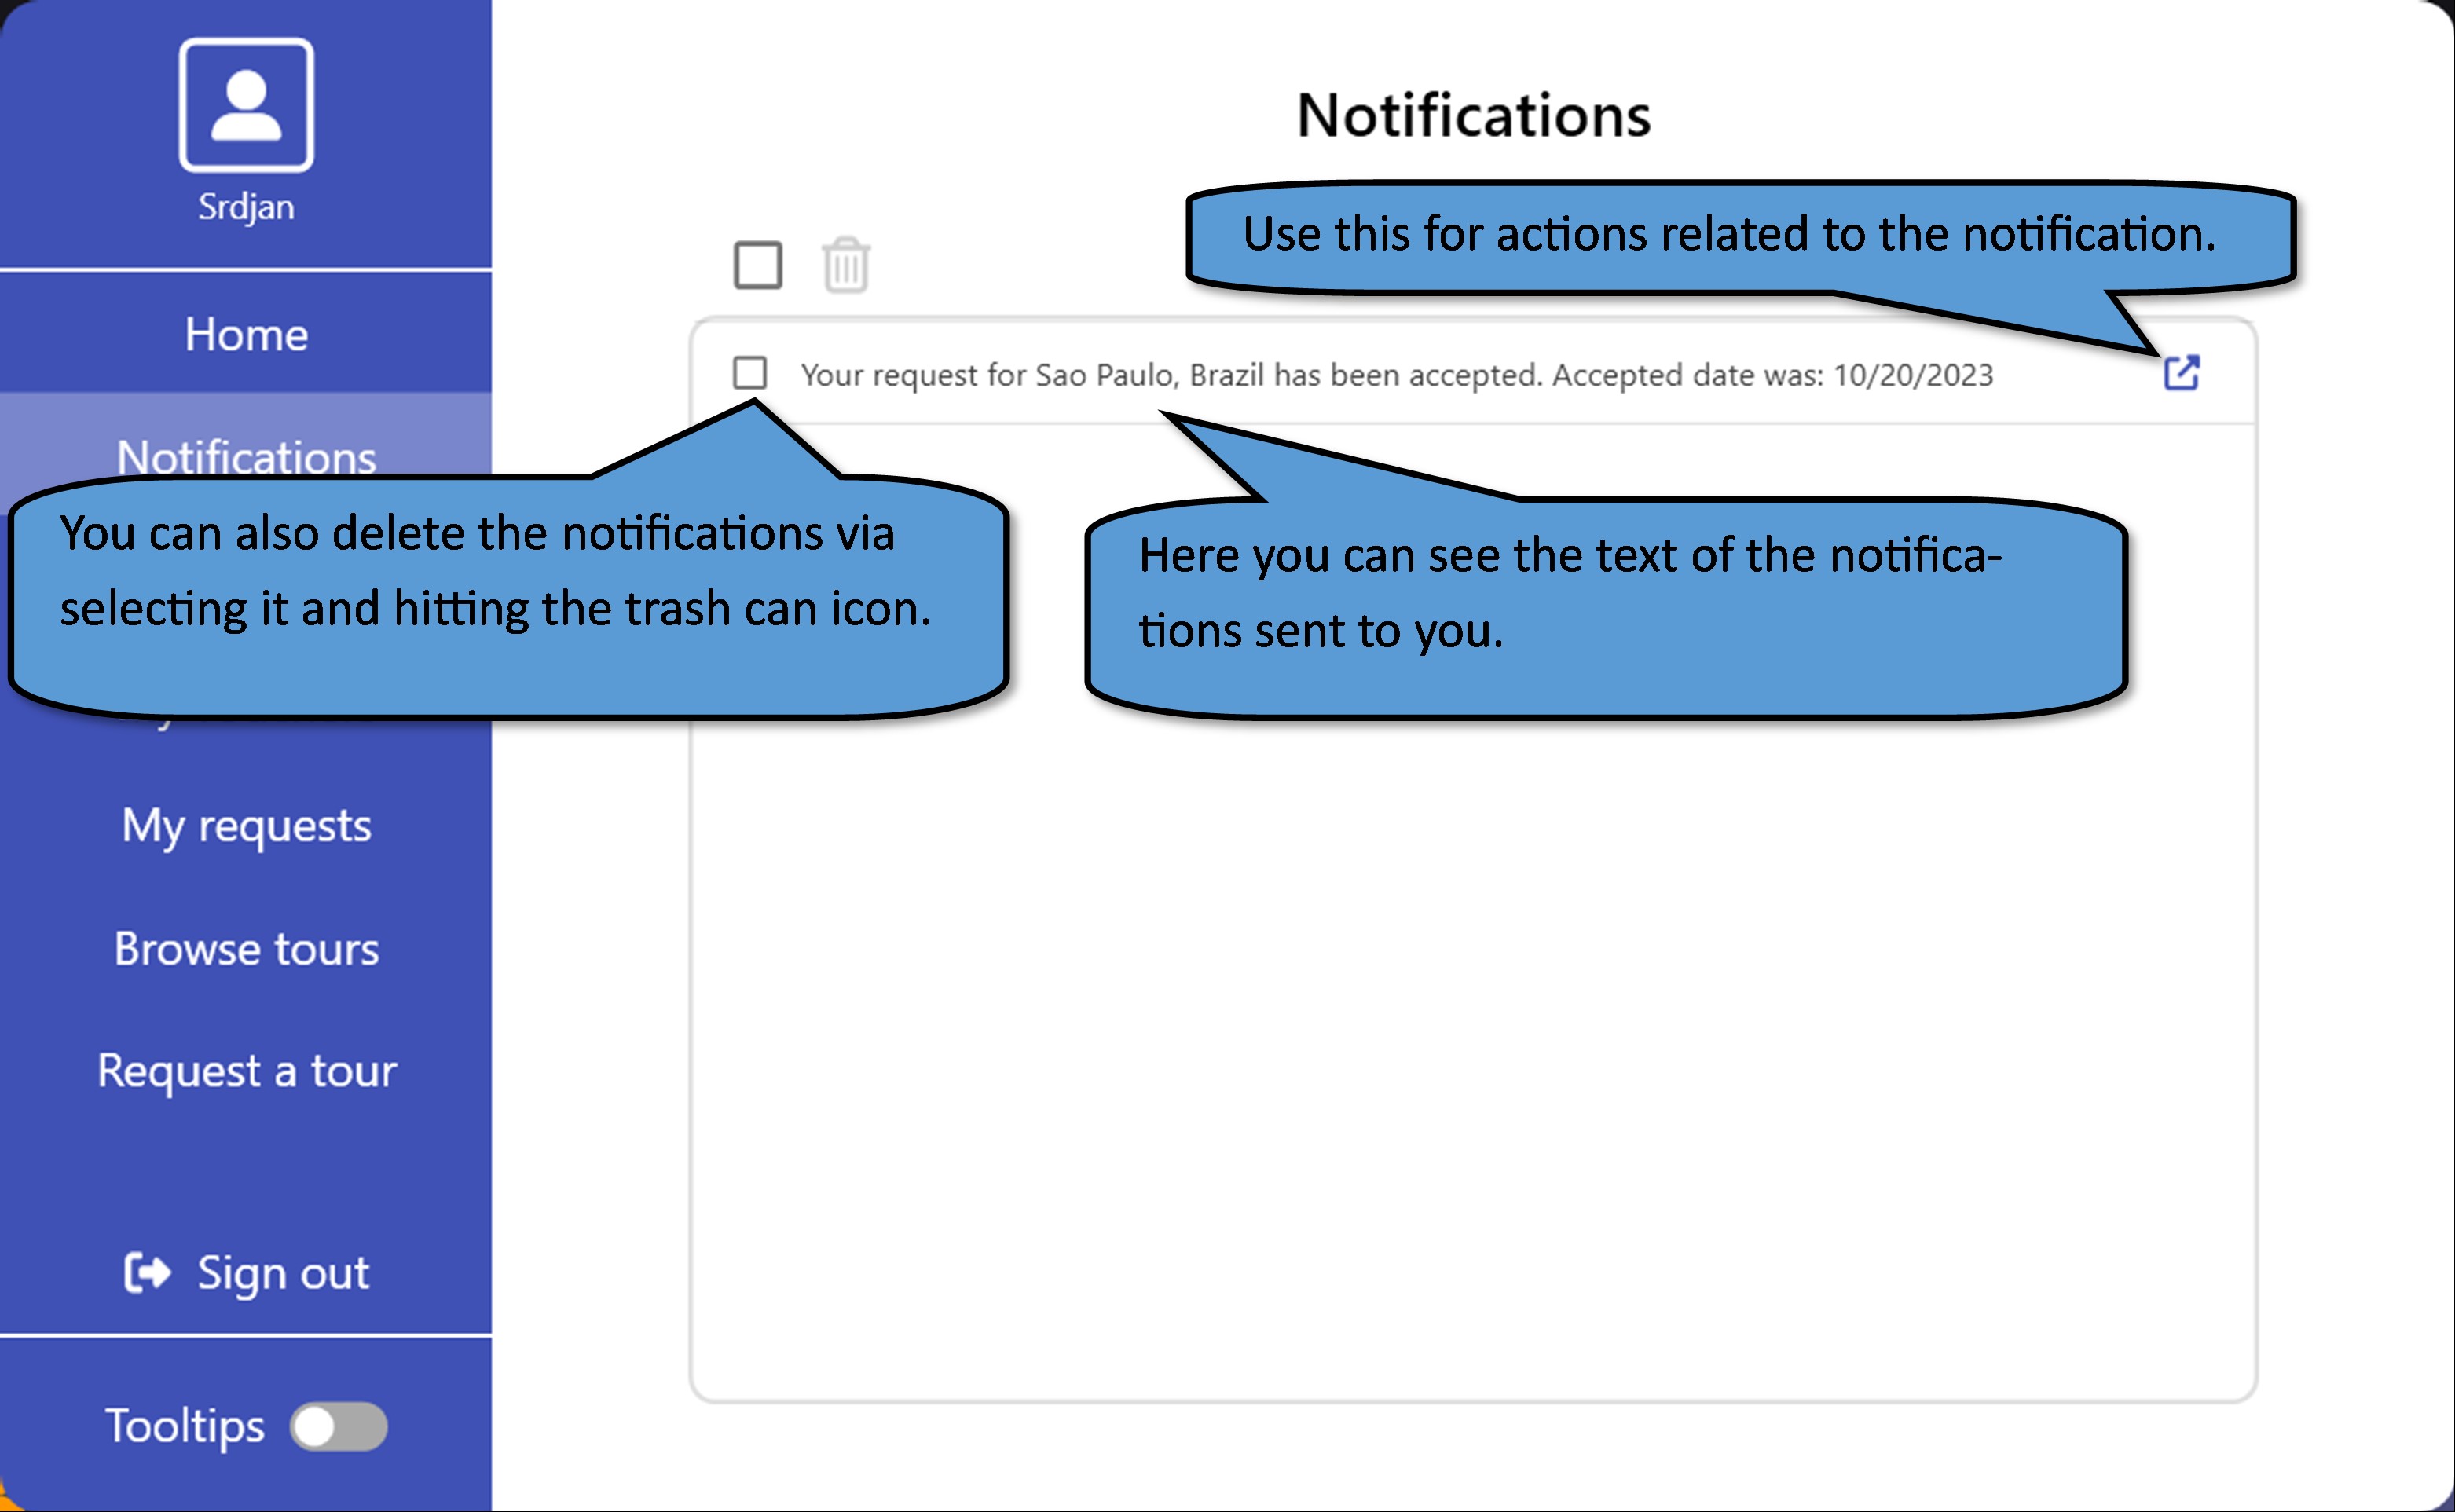 Srdjan
Home
Notifications
My requests
Browse tours
Request a tour
Sign out
Tooltips
Notifications
Use this for actions related to the notification.
Your request for Sao Paulo, Brazil has been accepted. Accepted date was: 10/20/2023
You can also delete the notifications via
selecting it and hitting the trash can icon.
Here you can see the text of the notifica-
tions sent to you.